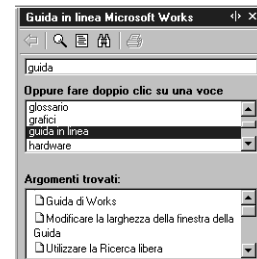 Guida in linea Microsoft Works
guida
Oppure fare doppio clic su una voce
glossario
grafici
guida in linea
hardware
Argomenti trovati:
Guida di Works
Modificare la larghezza della finestra della
Guida
Utilizzare la Ricerca libera